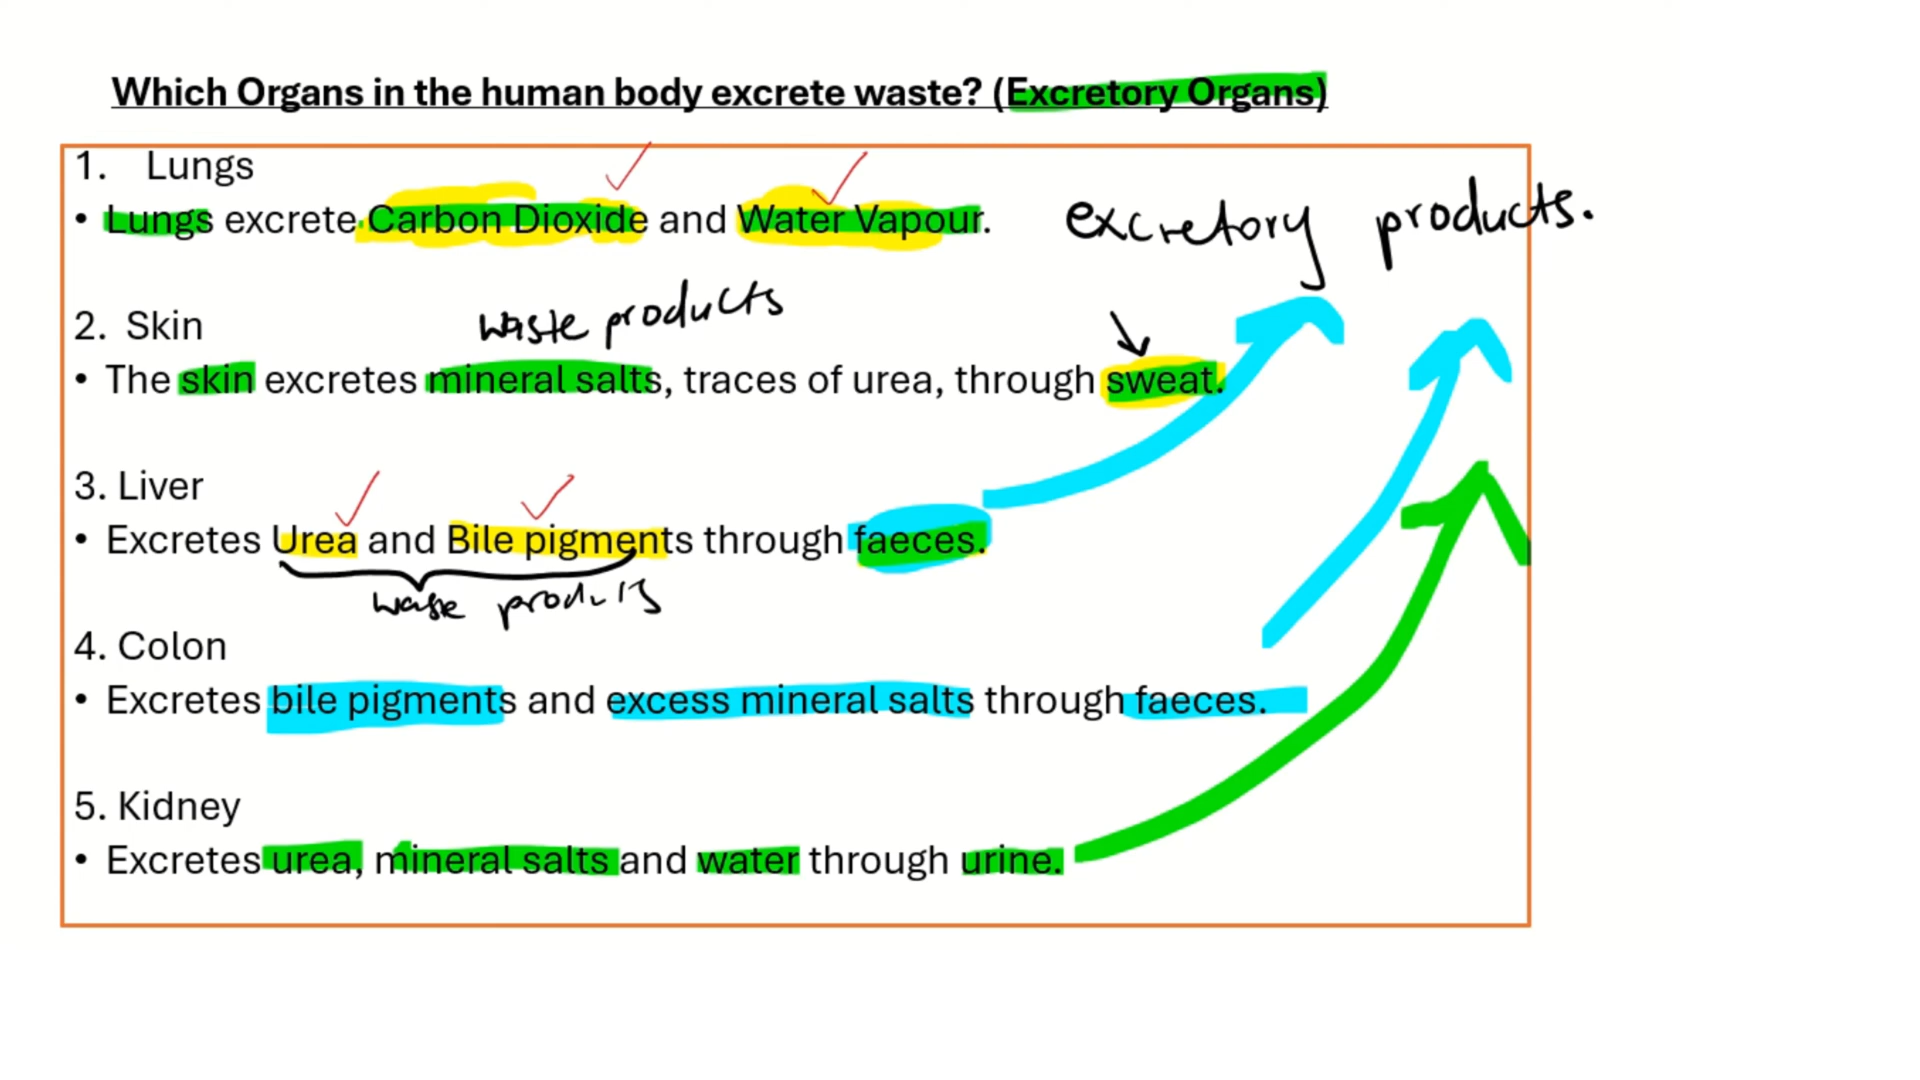 Which Organs in the human body excrete waste? (Excretory Organs)
1. Lungs
• Lungs excrete Carbon Dioxide and Water Vapour.
excretory products.
2. Skin
waste products
• The skin excretes mineral salts, traces of urea, through sweat.
3. Liver
• Excretes Urea and Bile pigments through faeces.
waste products
4. Colon
• Excretes bile pigments and excess mineral salts through faeces.
5. Kidney
• Excretes urea, mineral salts and water through urine.